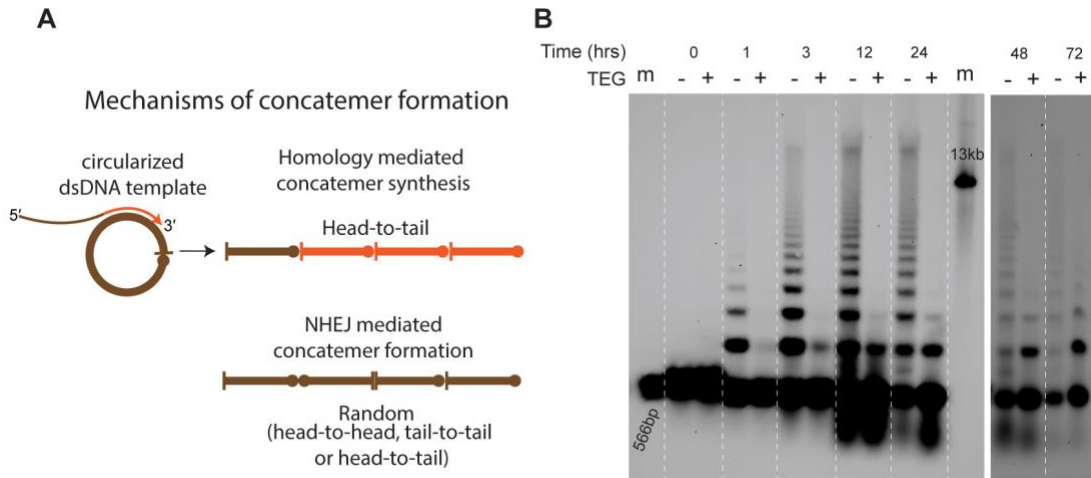 A
Mechanisms of concatemer formation
circularized
dsDNA template
5′
3′
Homology mediated
concatemer synthesis
Head-to-tail
NHEJ mediated
concatemer formation
Random
(head-to-head, tail-to-tail
or head-to-tail)
B
Time (hrs) 0 1 3 12 24 48 72
TEG m - + - + - + - + - + m - + - +
13kb
566bp